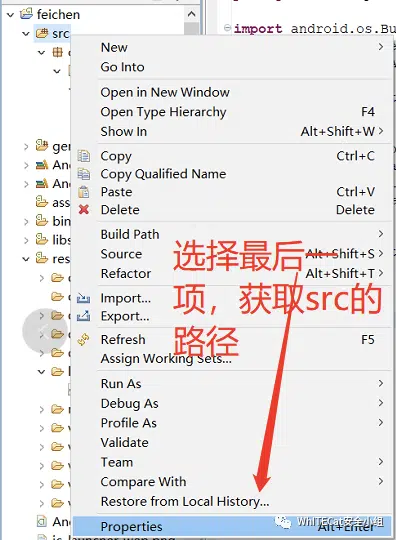 feichen
src
import android.os.Bu
New
Go Into
Open in New Window
Open Type Hierarchy F4
Show In Alt+Shift+W
Copy Ctrl+C
Copy Qualified Name
Paste Ctrl+V
Delete Delete
Build Path
Source Alt+Shift+S
Refactor Alt+Shift+T
选择最后
项，获取src的
路径
Import...
Export...
Refresh F5
Assign Working Sets...
Run As
Debug As
Profile As
Validate
Team
Compare With
Restore from Local History...
Properties Alt+Enter
ger
And
And
ass
bin
libs
res
And
ic_launcher-web.png
WhITECat安全小组